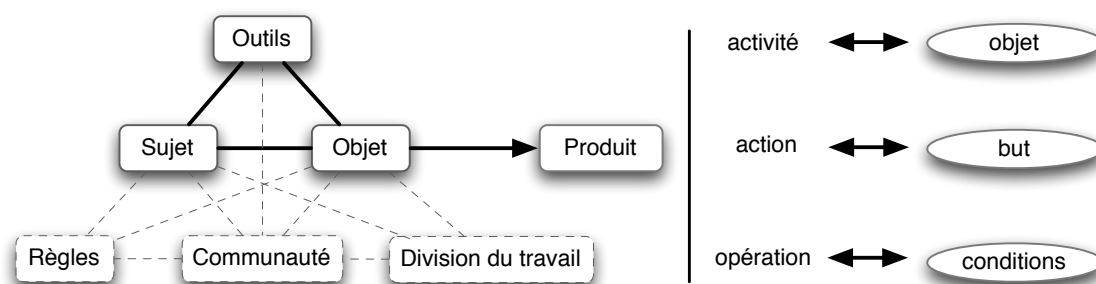 Outils
Sujet
Objet
Produit
Règles
Communauté
Division du travail
activité
objet
action
but
opération
conditions